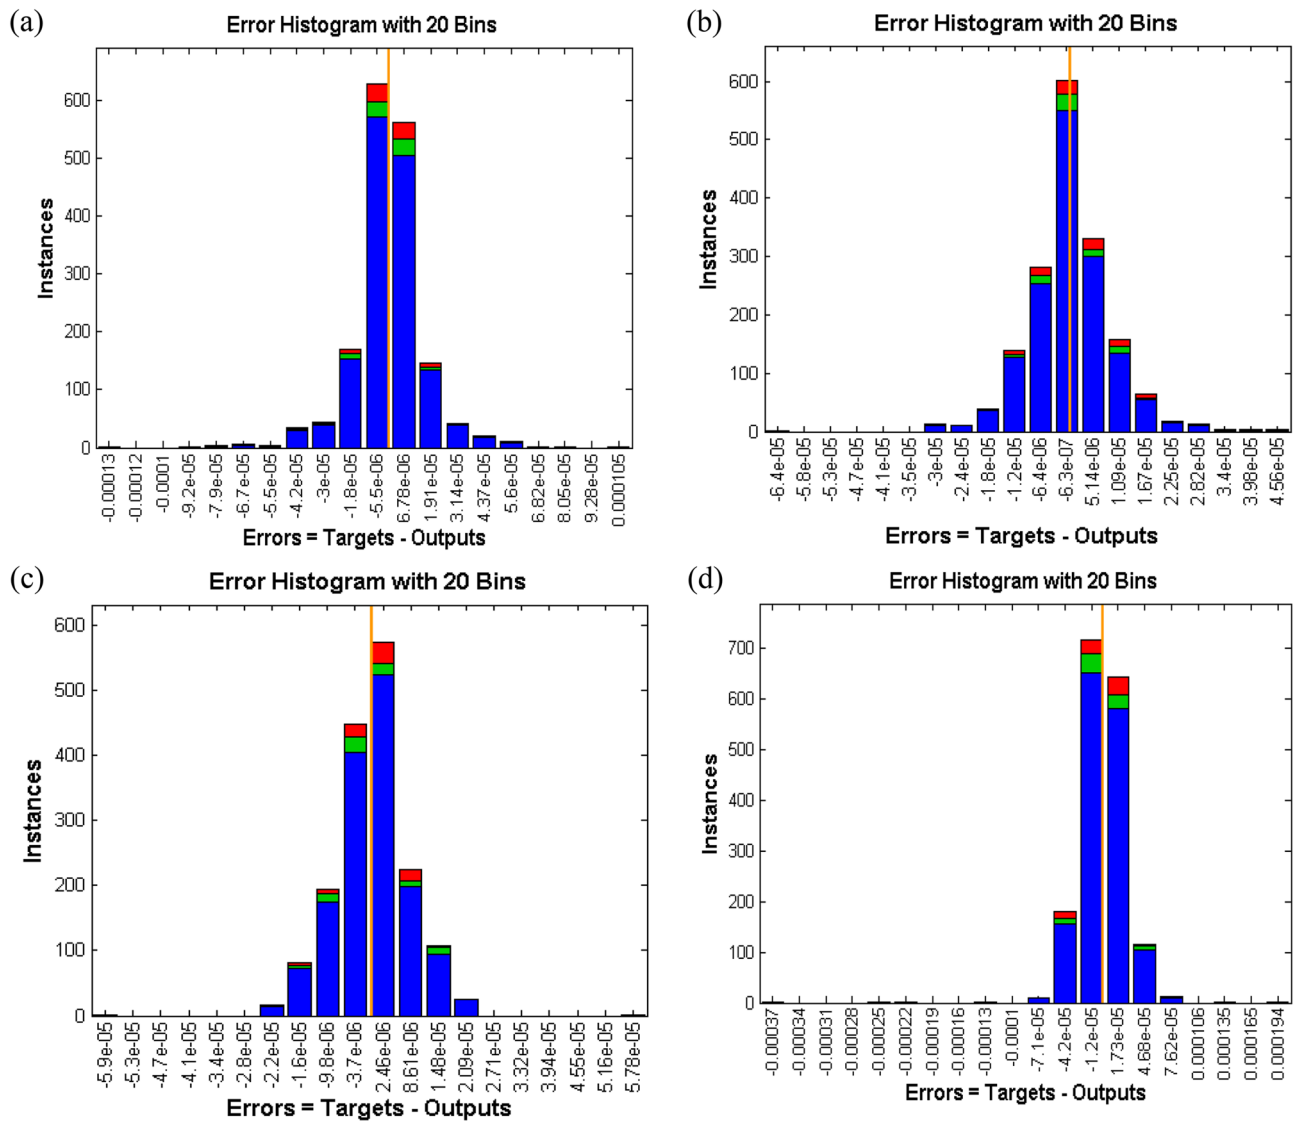 (a)
Error Histogram with 20 Bins
600
500
400
300
200
100
0
Instances
-0.00013 -0.00012 -0.0001 -9.2e-05 -7.9e-05 -6.7e-05 -5.5e-05 -4.2e-05 -3e-05 -1.8e-05 -5.5e-06 6.78e-06 1.91e-05 3.14e-05 4.37e-05 5.6e-05 6.82e-05 8.05e-05 9.28e-05 0.000105
Errors = Targets - Outputs
(b)
Error Histogram with 20 Bins
600
500
400
300
200
100
0
Instances
-6.4e-05 -5.8e-05 -5.3e-05 -4.7e-05 -4.1e-05 -3.5e-05 -3e-05 -2.4e-05 -1.8e-05 -1.2e-05 -6.4e-06 -6.3e-07 5.14e-06 1.09e-05 1.67e-05 2.25e-05 2.82e-05 3.4e-05 3.98e-05 4.56e-05
Errors = Targets - Outputs
(c)
Error Histogram with 20 Bins
600
500
400
300
200
100
0
Instances
-5.9e-05 -5.3e-05 -4.7e-05 -4.1e-05 -3.4e-05 -2.8e-05 -2.2e-05 -1.6e-05 -9.8e-06 -3.7e-06 2.46e-06 8.61e-06 1.48e-05 2.09e-05 2.71e-05 3.32e-05 3.94e-05 4.55e-05 5.16e-05 5.78e-05
Errors = Targets - Outputs
(d)
Error Histogram with 20 Bins
700
600
500
400
300
200
100
0
Instances
-0.00037 -0.00034 -0.00031 -0.00028 -0.00025 -0.00022 -0.00019 -0.00016 -0.00013 -0.0001 -7.1e-05 -4.2e-05 -1.2e-05 1.73e-05 4.68e-05 7.62e-05 0.000106 0.000135 0.000165 0.000194
Errors = Targets - Outputs